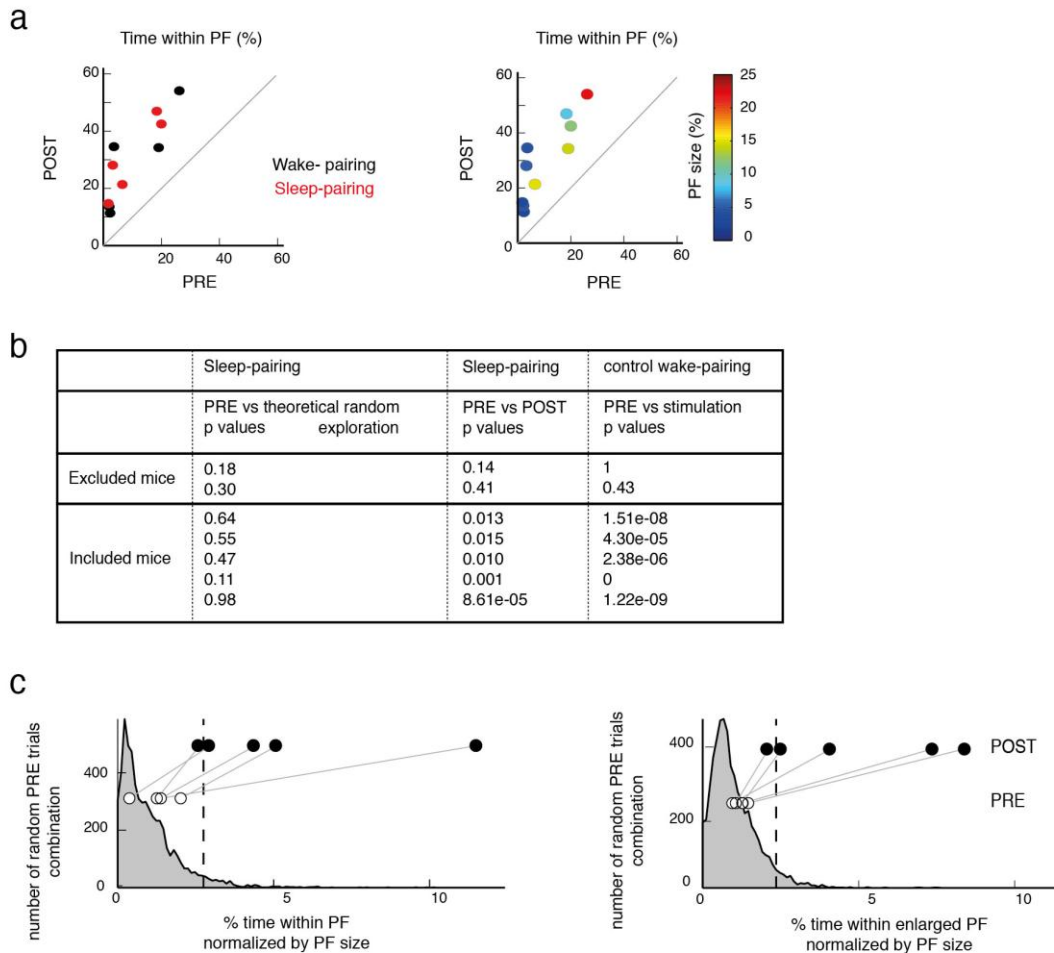 a
Time within PF (%)
60
40
20
0
POST
20
40
60
PRE
Wake- pairing
Sleep-pairing
Time within PF (%)
60
40
20
0
POST
20
40
60
PRE
25
20
15
10
5
0
PF size (%)
b
Sleep-pairing
Sleep-pairing
control wake-pairing
PRE vs theoretical random
p values exploration
PRE vs POST
p values
PRE vs stimulation
p values
Excluded mice
0.18
0.30
0.14
0.41
1
0.43
Included mice
0.64
0.55
0.47
0.11
0.98
0.013
0.015
0.010
0.001
8.61e-05
1.51e-08
4.30e-05
2.38e-06
0
1.22e-09
c
number of random PRE trials
combination
400
200
0
0
5
10
% time within PF
normalized by PF size
number of random PRE trials
combination
400
200
0
0
5
10
% time within enlarged PF
normalized by PF size
POST
PRE